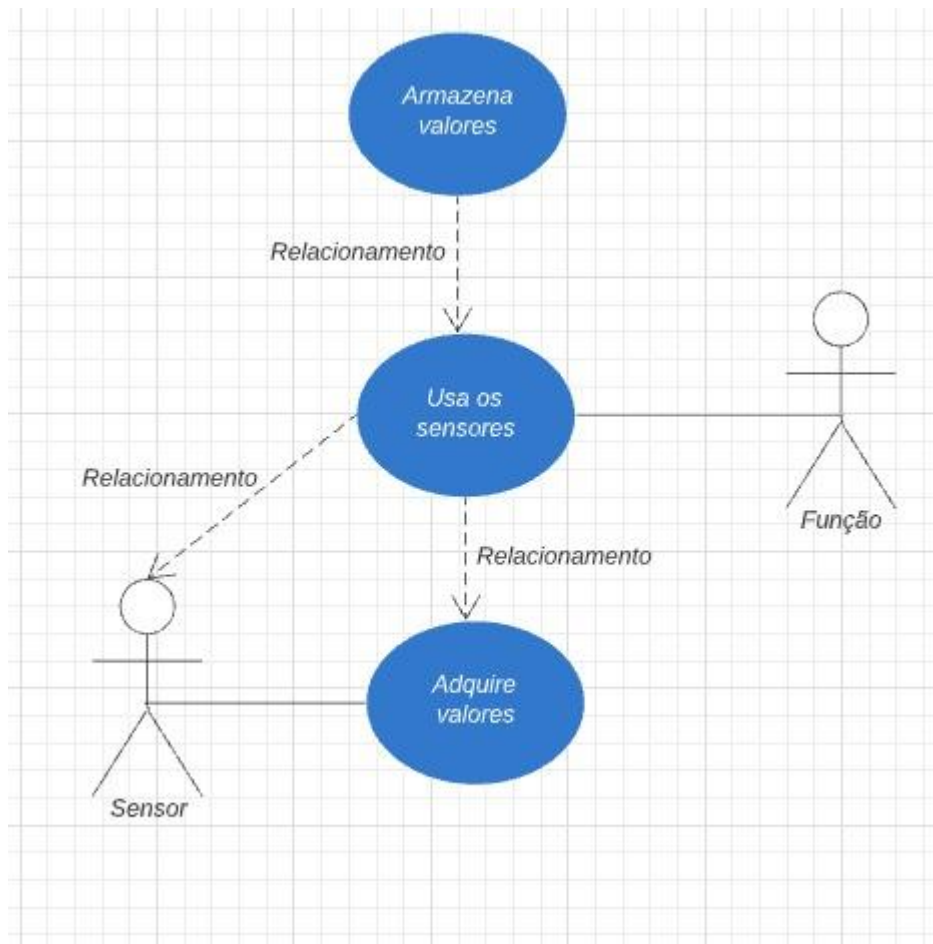 Armazena
valores
Relacionamento
Usa os
sensores
Relacionamento
Função
Relacionamento
Adquire
valores
Sensor